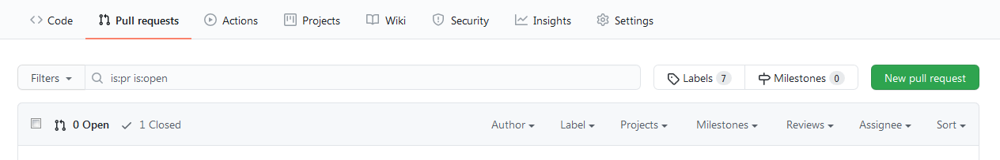 Code Pull requests Actions Projects Wiki Security Insights Settings
Filters is:pr is:open Labels 7 Milestones 0 New pull request
0 Open 1 Closed Author Label Projects Milestones Reviews Assignee Sort